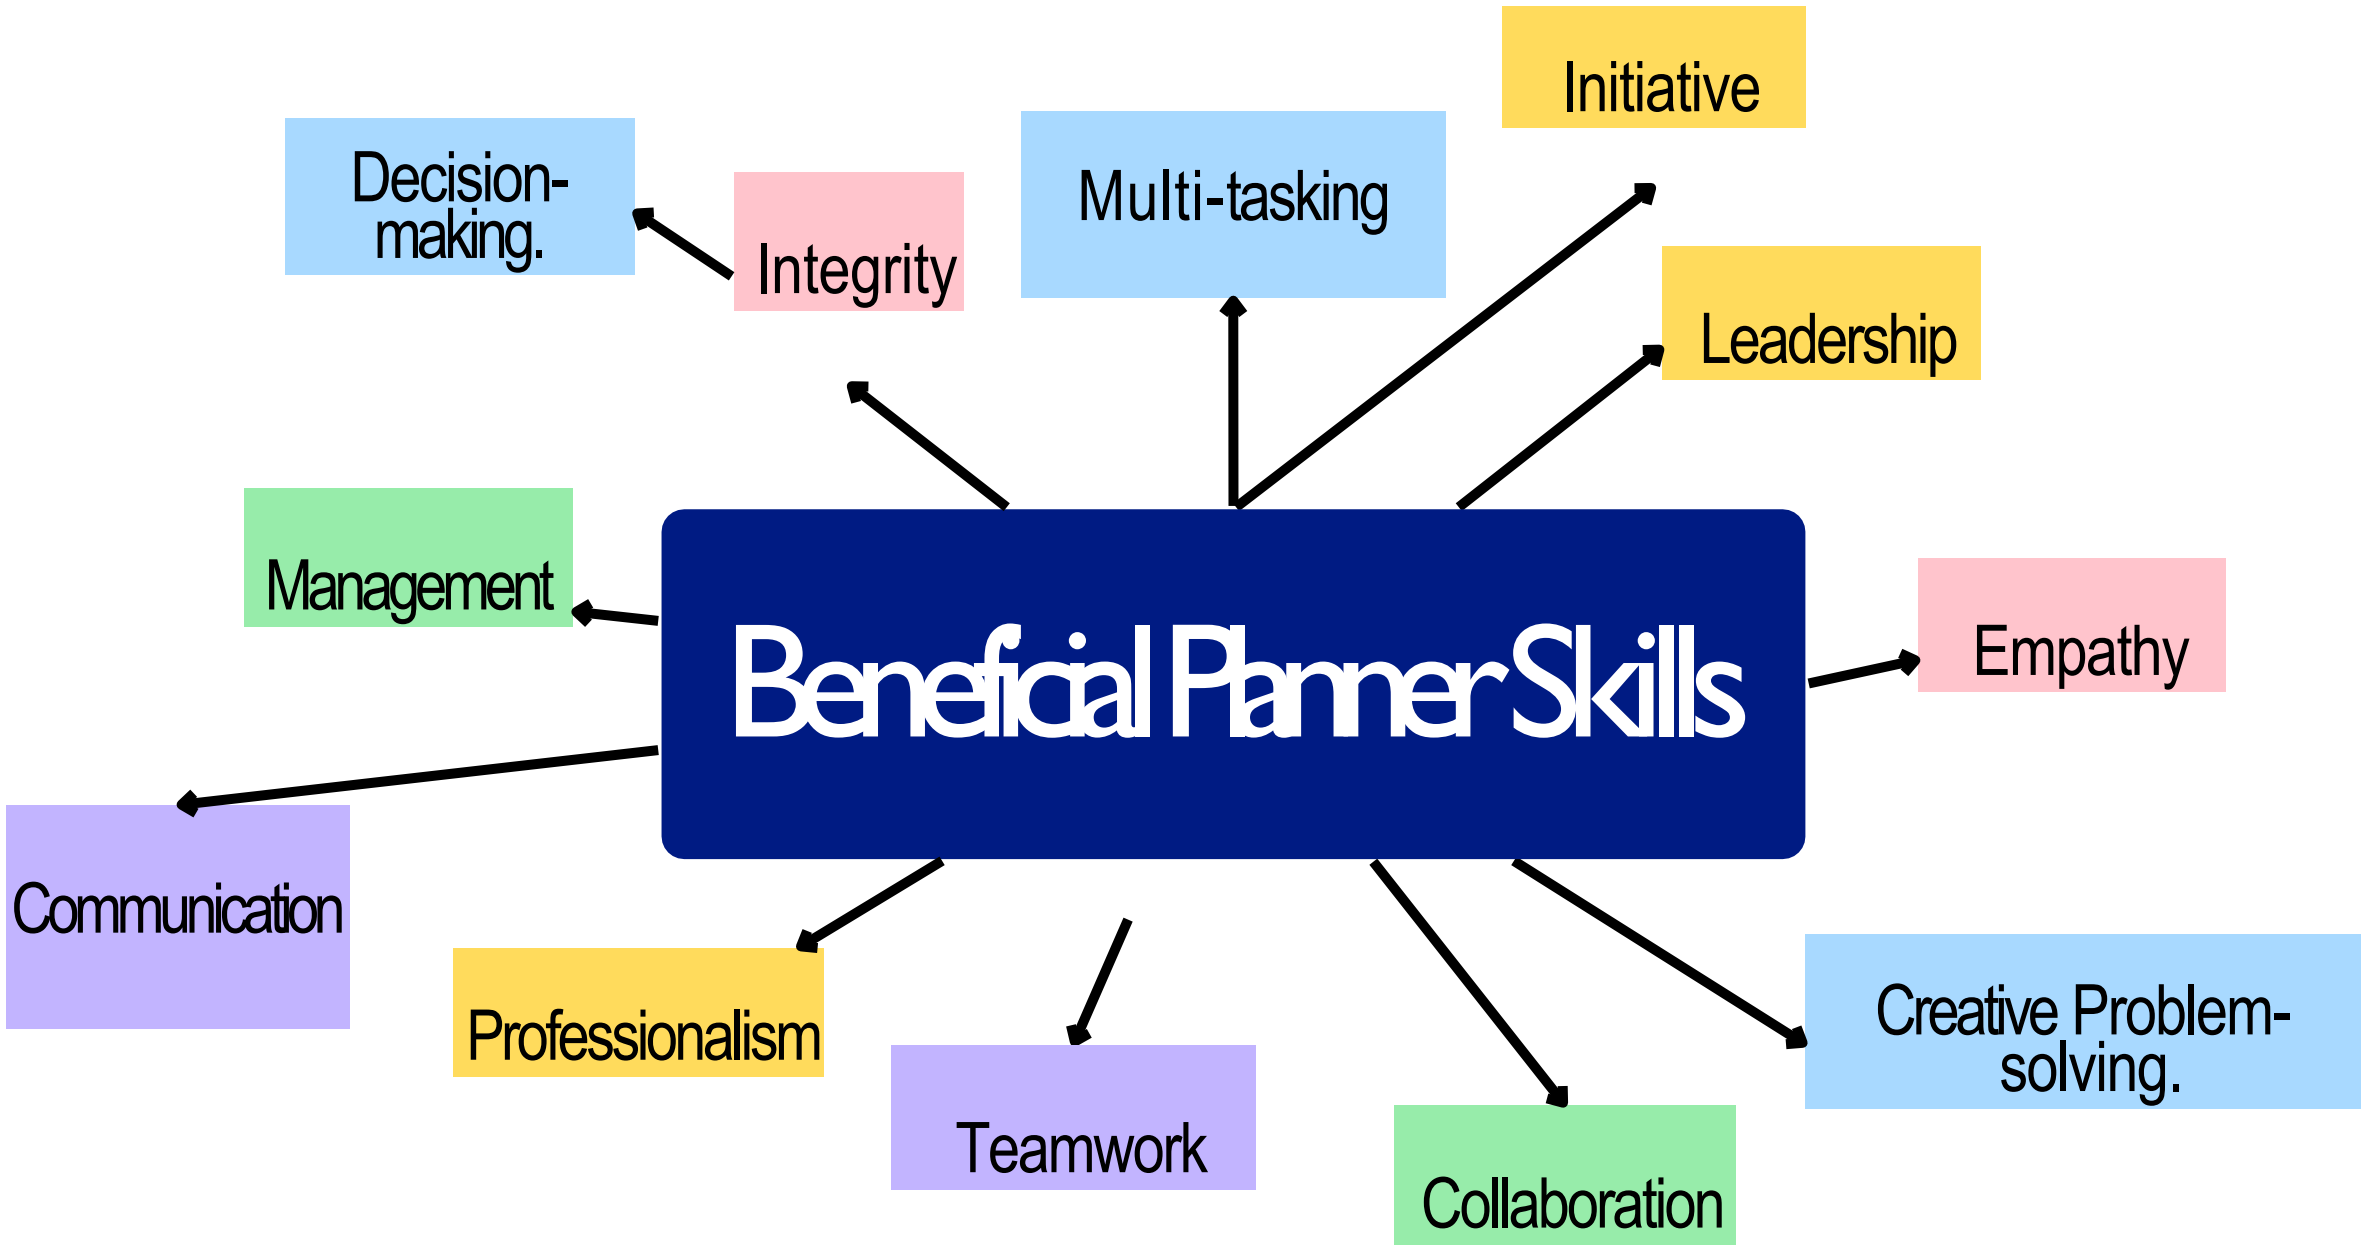 Initiative
Decision-
making.
Multi-tasking
Integrity
Leadership
Management
Beneficial Planner Skills
Empathy
Communication
Professionalism
Teamwork
Creative Problem-
solving.
Collaboration